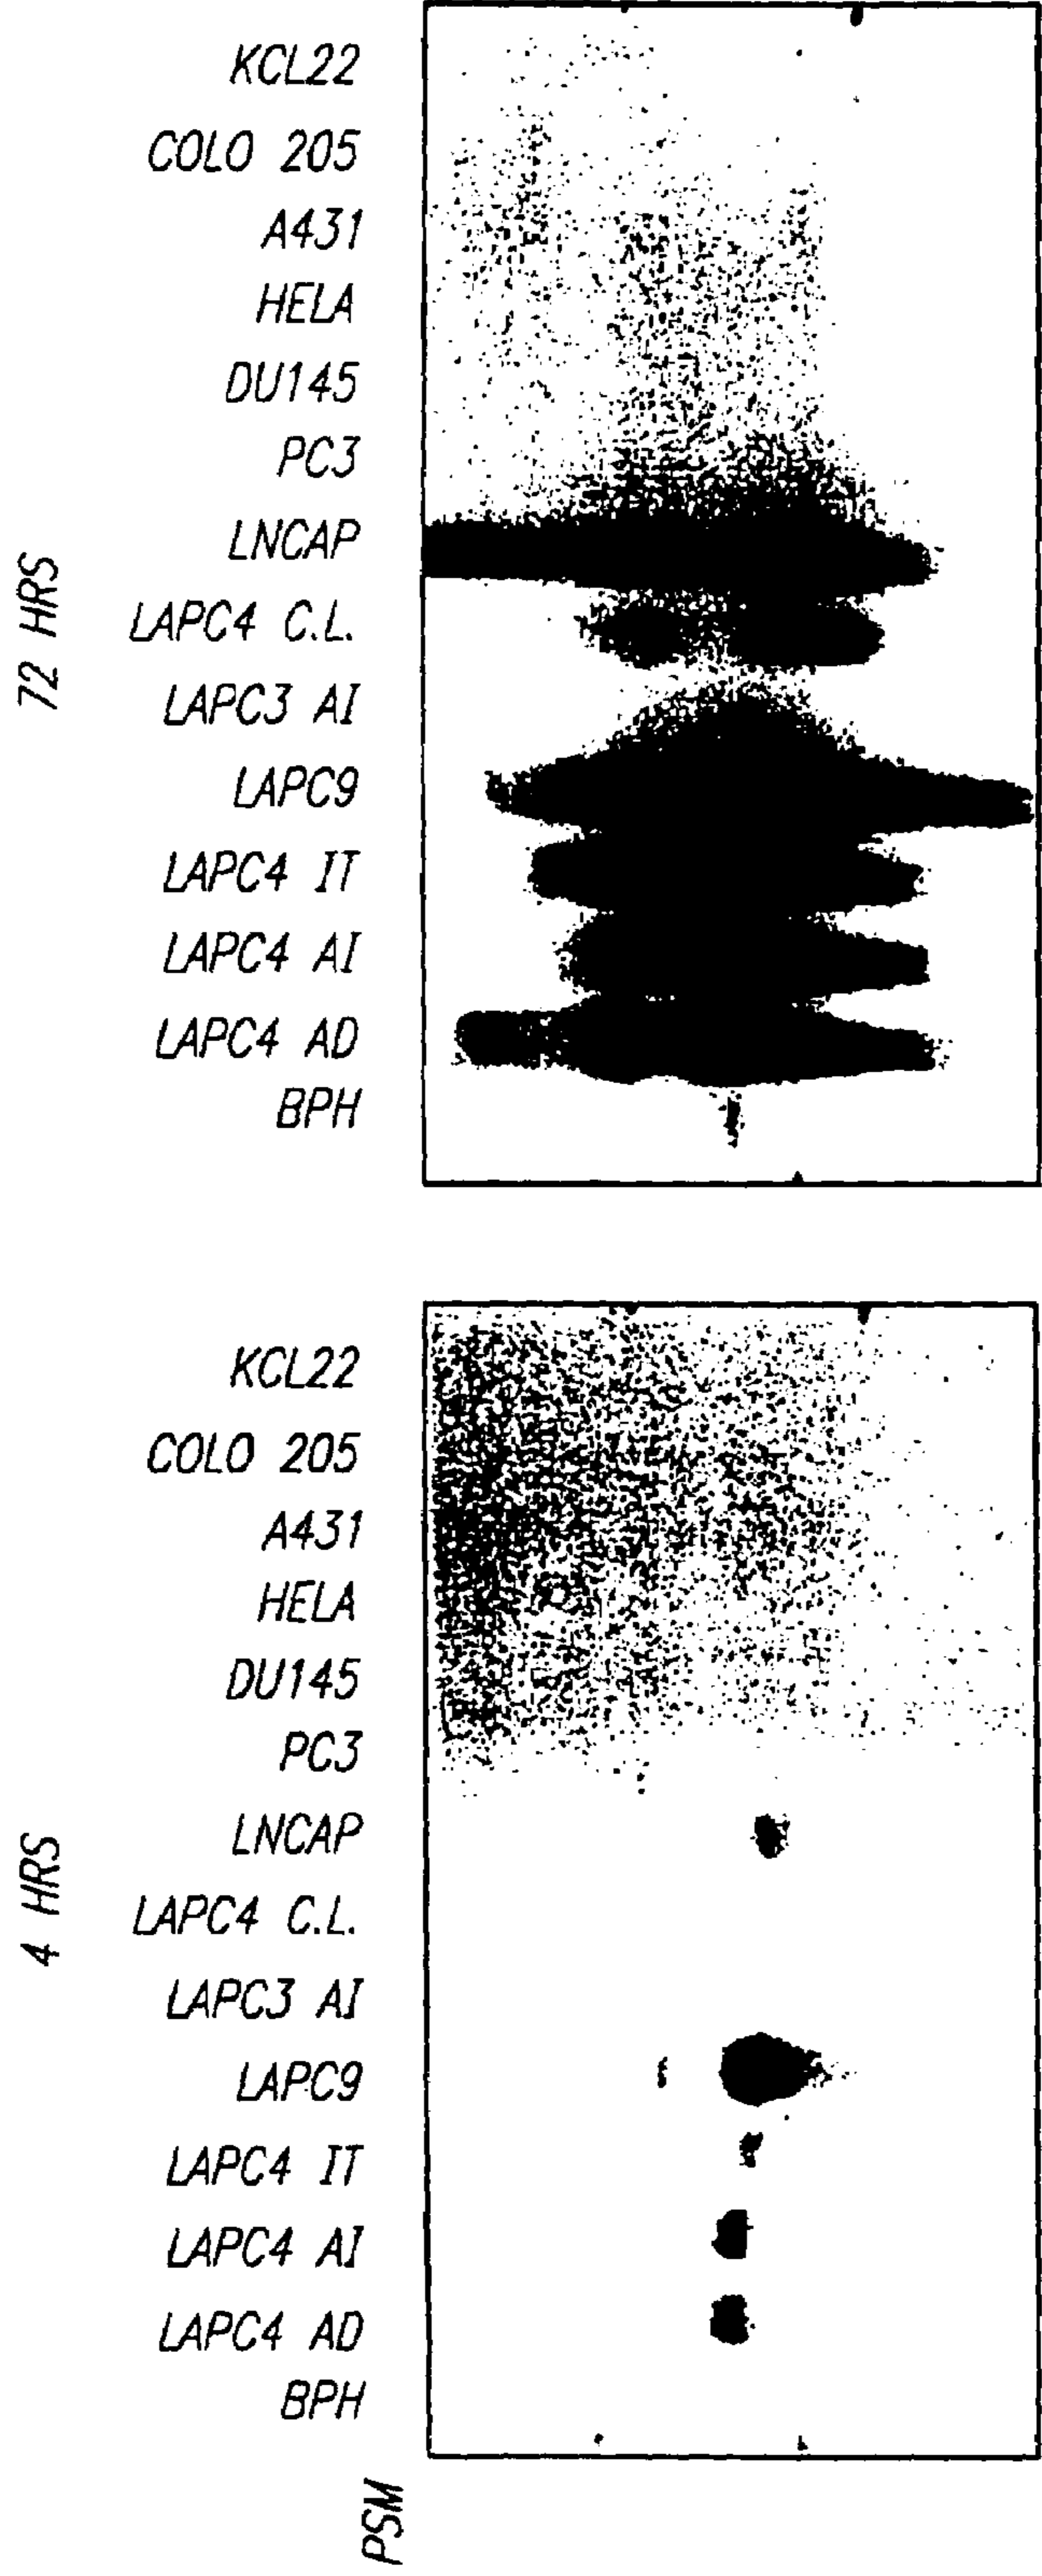 72 HRS
KCL22
COLO 205
A431
HELA
DU145
PC3
LNCAP
LAPC4 C.L.
LAPC3 AI
LAPC9
LAPC4 IT
LAPC4 AI
LAPC4 AD
BPH
4 HRS
KCL22
COLO 205
A431
HELA
DU145
PC3
LNCAP
LAPC4 C.L.
LAPC3 AI
LAPC9
LAPC4 IT
LAPC4 AI
LAPC4 AD
BPH
PSM